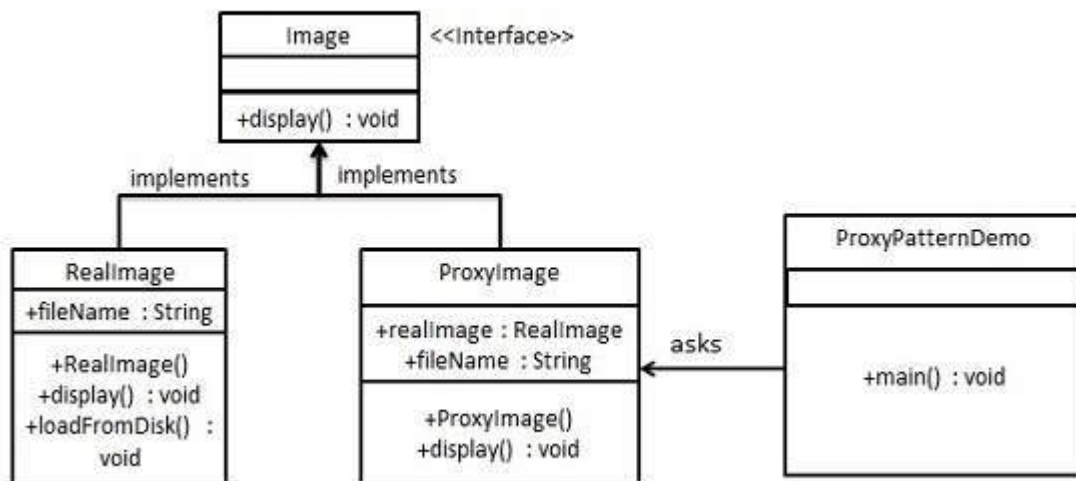 Image
<<Interface>>
+display() : void
implements
implements
RealImage
+fileName : String
+RealImage()
+display() : void
+loadFromDisk() :
void
ProxyImage
+realImage : RealImage
+fileName : String
+ProxyImage()
+display() : void
asks
ProxyPatternDemo
+main() : void